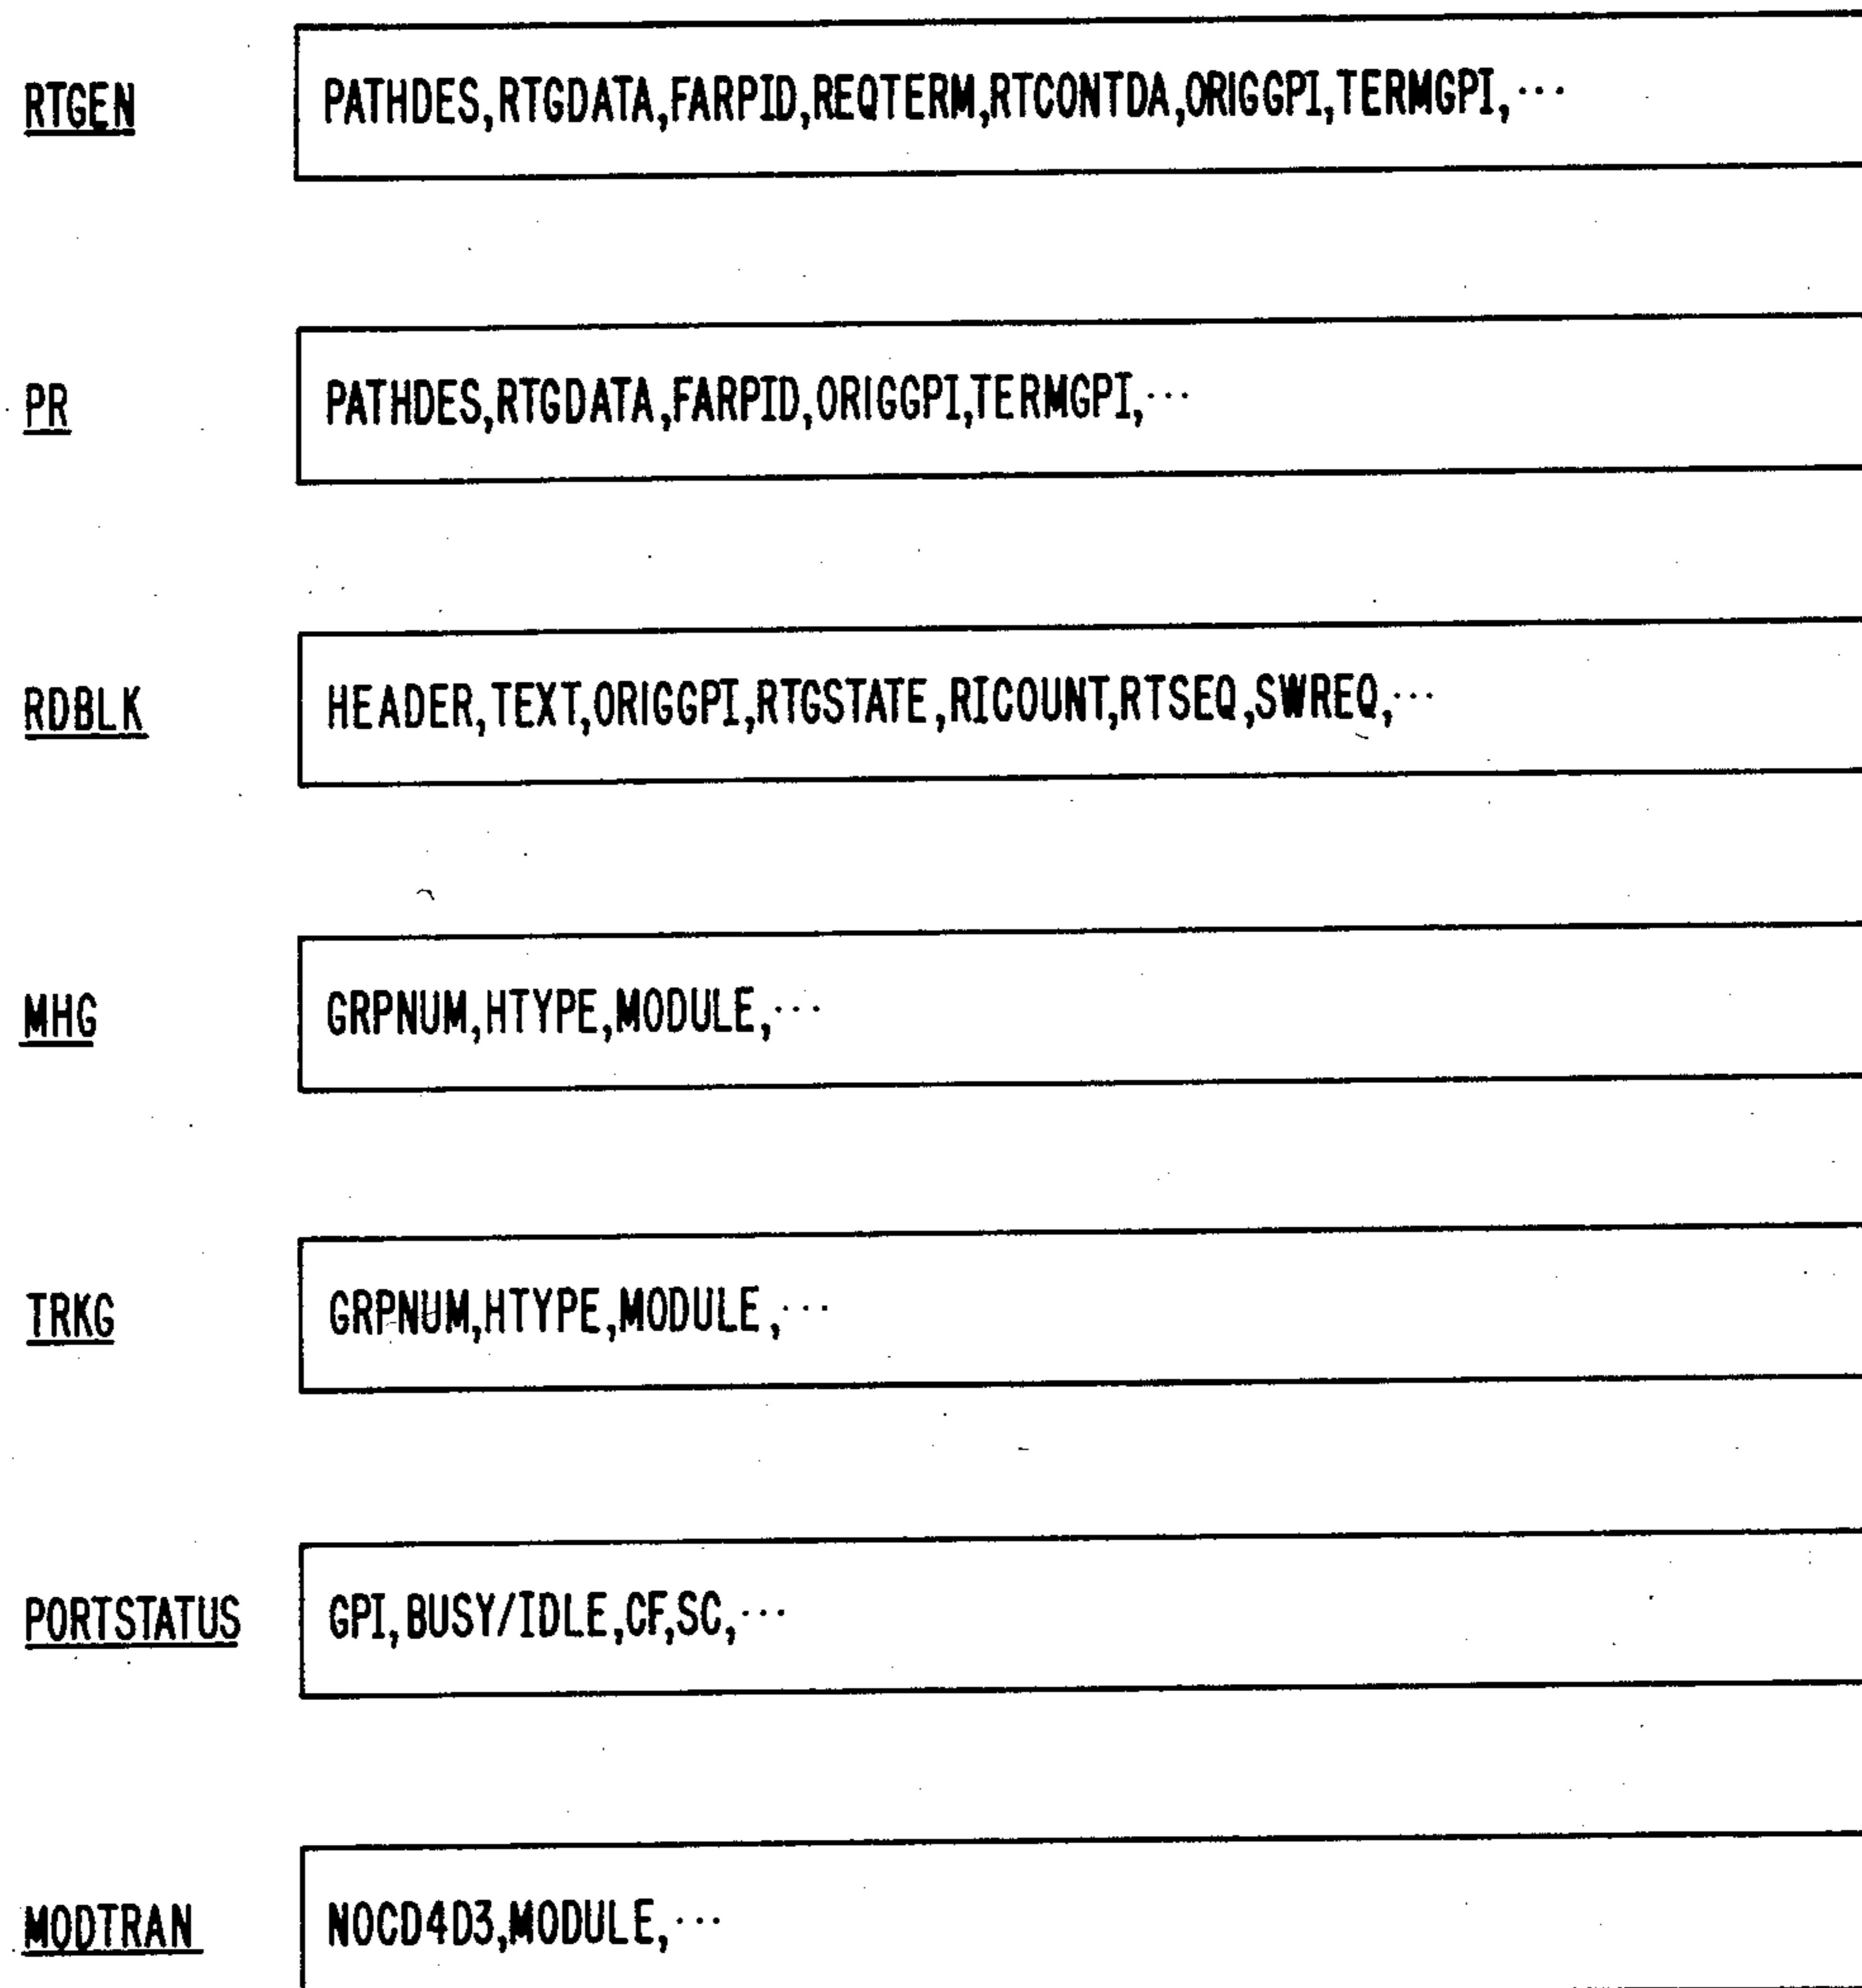 RTGEN PATHDES,RTGDATA,FARPID,REQTERM,RTCONTDA,ORIGGPI,TERMGPI,···
PR PATHDES,RTGDATA,FARPID,ORIGGPI,TERMGPI,···
RDBLK HEADER,TEXT,ORIGGPI,RTGSTATE,RICOUNT,RTSEQ,SWREQ,···
MHG GRPNUM,HTYPE,MODULE,···
TRKG GRPNUM,HTYPE,MODULE,···
PORTSTATUS GPI,BUSY/IDLE,CF,SC,···
MODTRAN NOCD4D3,MODULE,···